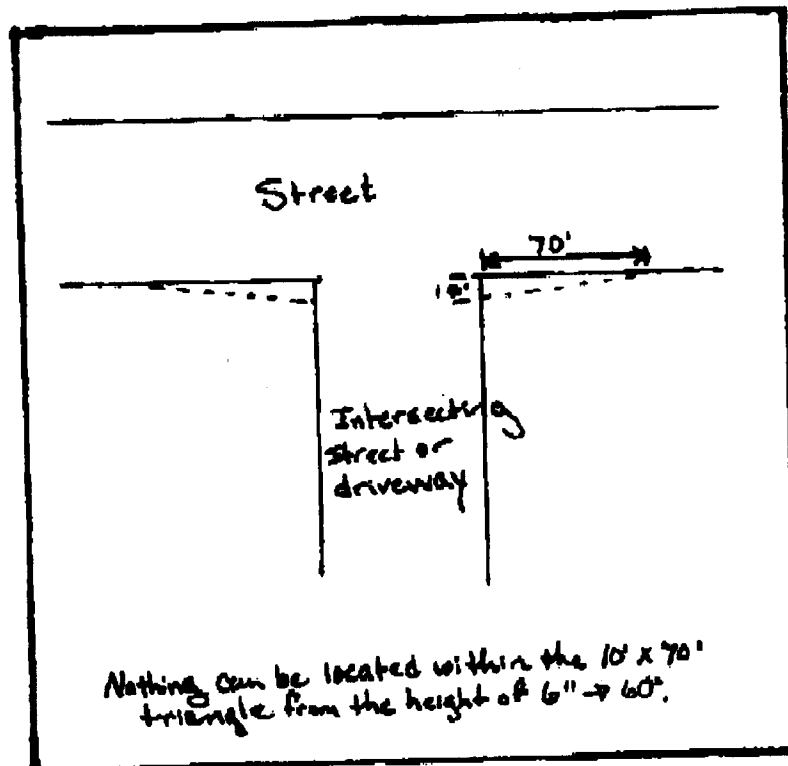 Street
70'
10'
Intersecting
Street or
driveway
Nothing can be located within the 10' x 70'
triangle from the height of 6" → 60".